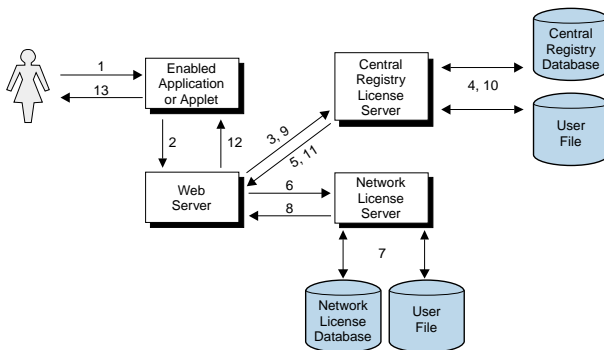 1
13
Enabled
Application
or Applet
2
12
3, 9
5, 11
Central
Registry
License
Server
4, 10
Central
Registry
Database
User
File
Web
Server
6
8
Network
License
Server
7
Network
License
Database
User
File